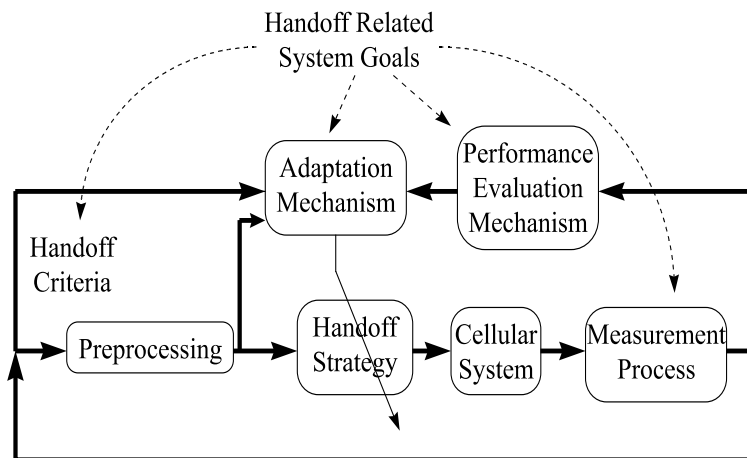 Handoff Related
System Goals
Adaptation
Mechanism
Performance
Evaluation
Mechanism
Handoff
Criteria
Preprocessing
Handoff
Strategy
Cellular
System
Measurement
Process